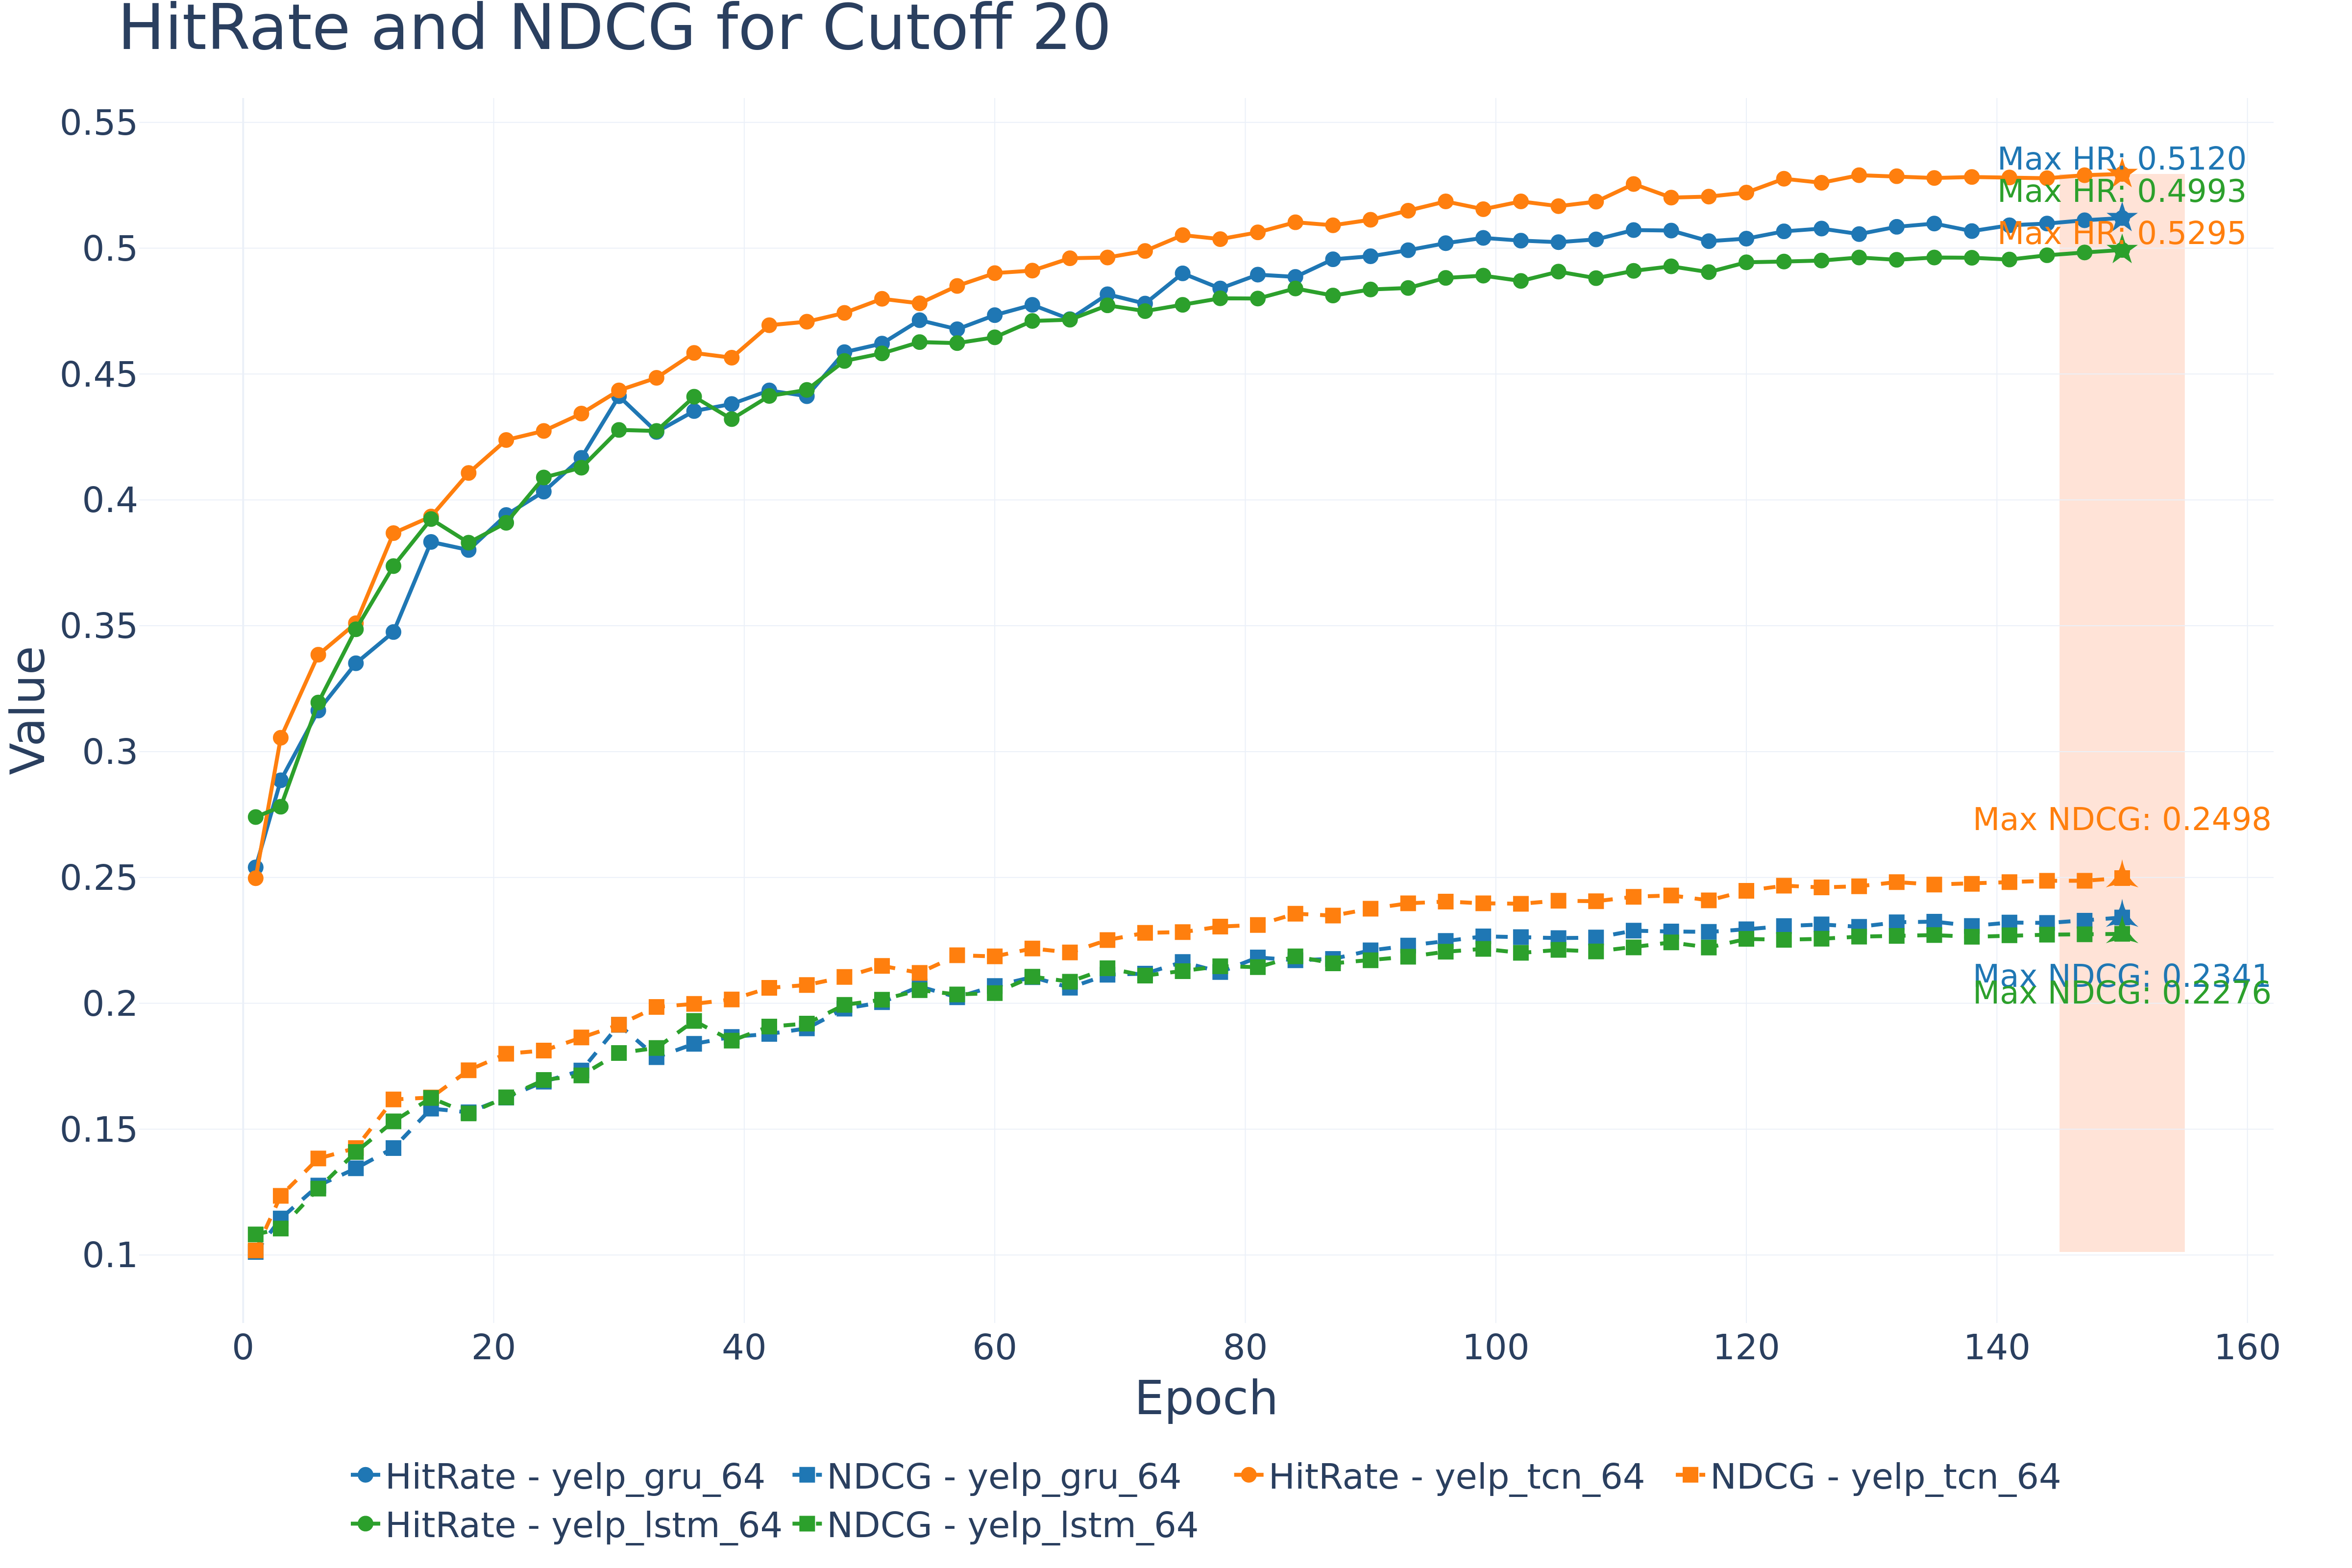 HitRate and NDCG for Cutoff 20
0.55
0.5
0.45
0.4
0.35
0.3
0.25
0.2
0.15
0.1
Value
Max HR: 0.5120
Max HR: 0.4993
Max HR: 0.5295
Max NDCG: 0.2498
Max NDCG: 0.2341
Max NDCG: 0.2276
0 20 40 60 80 100 120 140 160
Epoch
HitRate - yelp_gru_64 NDCG - yelp_gru_64 HitRate - yelp_tcn_64 NDCG - yelp_tcn_64
HitRate - yelp_lstm_64 NDCG - yelp_lstm_64